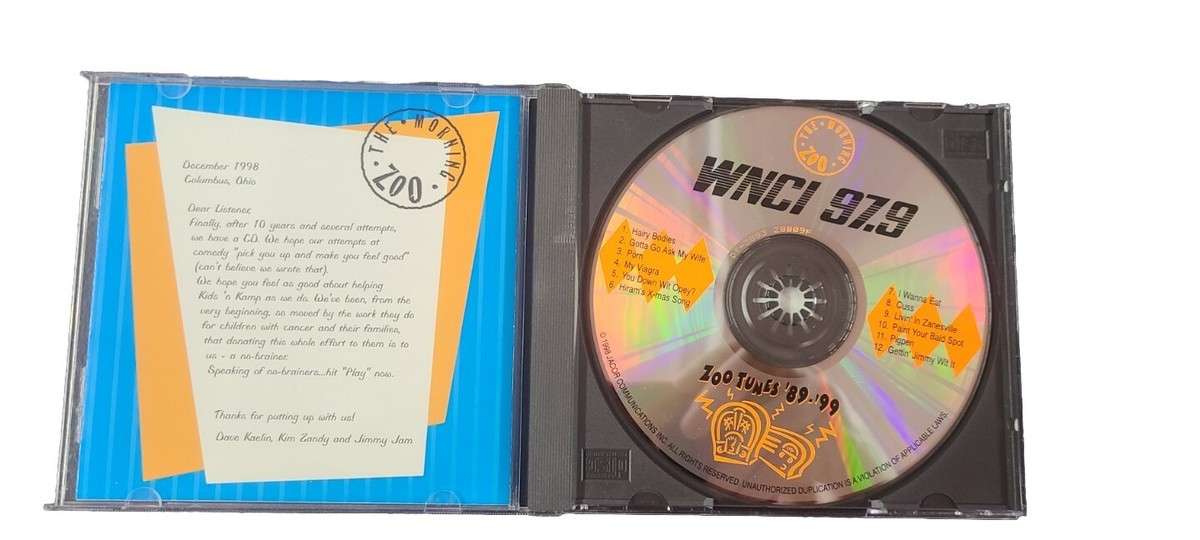 THE • MORNING • ZOO •
December 1998
Columbus, Ohio
Dear Listener,
Finally, after 10 years and several attempts,
we have a CD. We hope our attempts at
comedy "pick you up and make you feel good"
(can't believe we wrote that).
We hope you feel as good about helping
Kids 'n Kamp as we do. We've been, from the
very beginning, so moved by the work they do
for children with cancer and their families,
that donating this whole effort to them is to
us - a no-brainer.
Speaking of no-brainers...hit "Play" now.
Thanks for putting up with us!
Dave Kaelin, Kim Zandy and Jimmy Jam
THE • MORNING • ZOO •
WNCI 97.9
1. Hairy Bodies
2. Gotta Go Ask My Wife
3. Porn
4. My Viagra
5. You Down Wit Opey?
6. Hiram's X-mas Song
7. I Wanna Eat
8. Cuss
9. Livin' In Zanesville
10. Paint Your Bald Spot
11. Pigpen
12. Gettin' Jimmy Wit It
ZOO TUNES '89-'99
©1998 JACOR COMMUNICATIONS INC. ALL RIGHTS RESERVED. UNAUTHORIZED DUPLICATION IS A VIOLATION OF APPLICABLE LAWS.